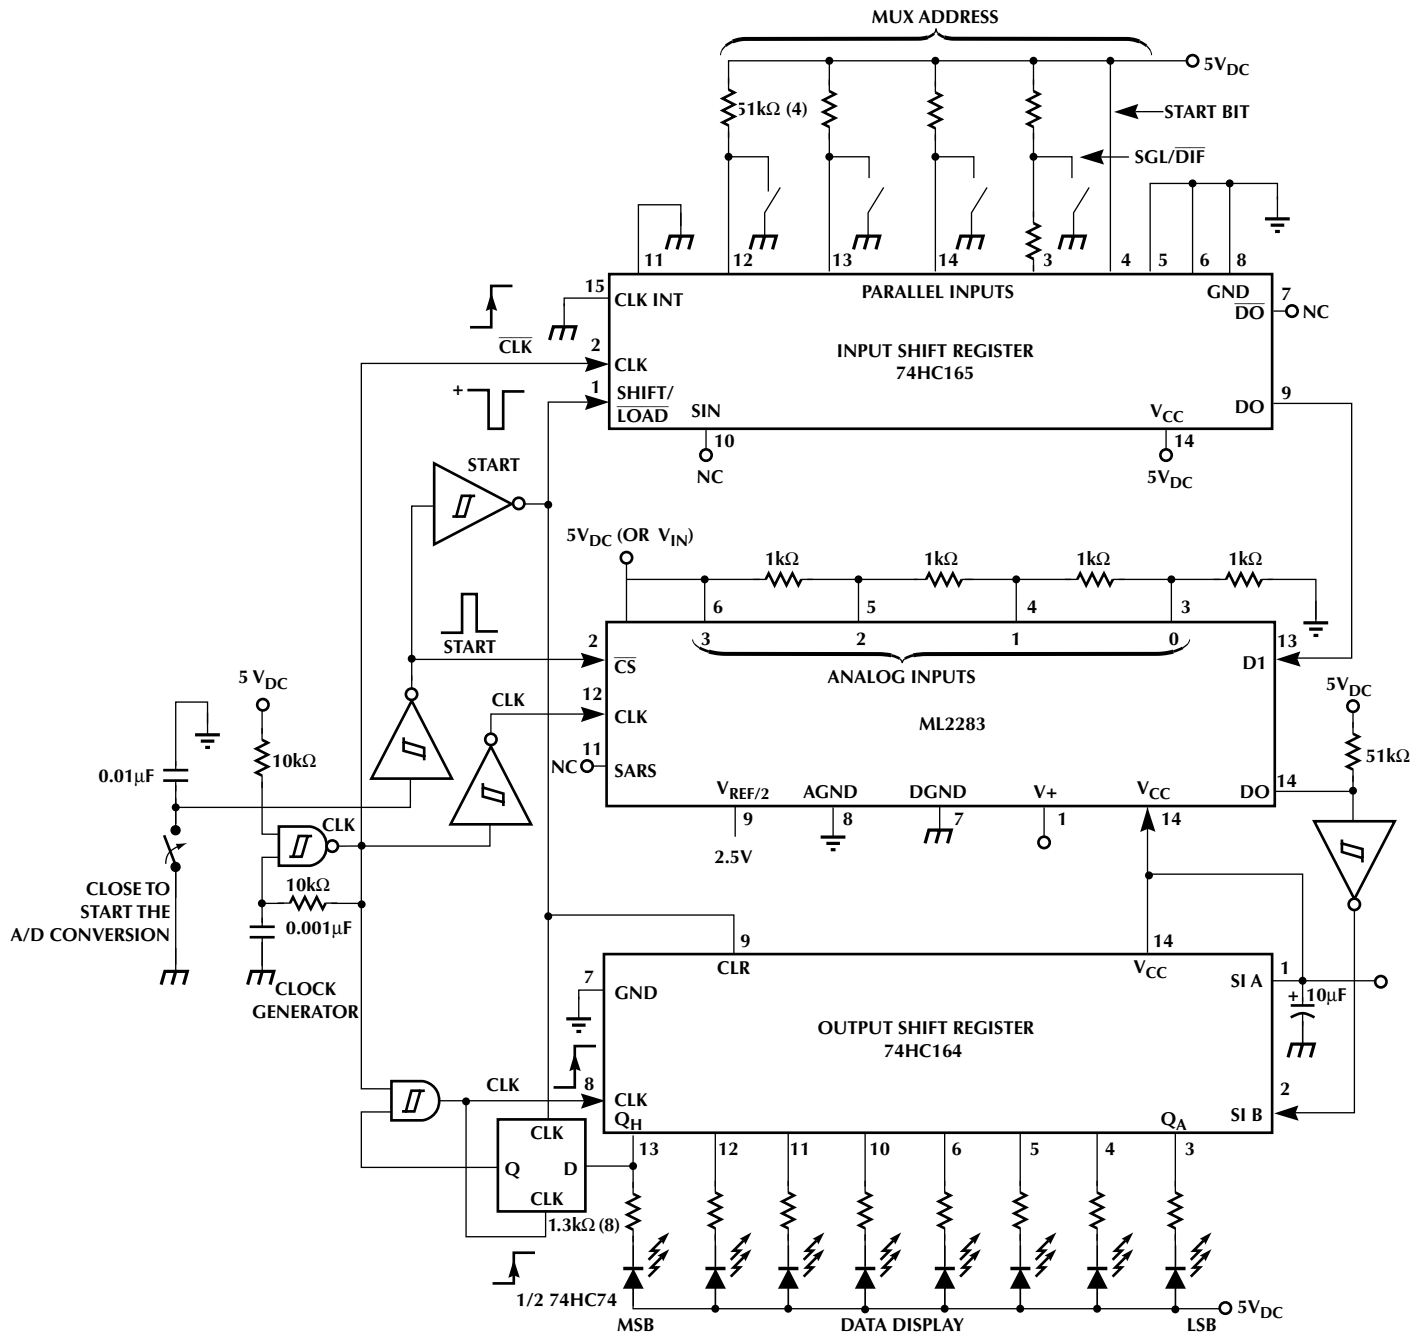 MUX ADDRESS
5VDC
51kΩ (4)
START BIT
SGL/DIF
11
12
13
14
3
4
5
6
8
15
CLK INT
PARALLEL INPUTS
GND
7
DO
NC
CLK
2
CLK
INPUT SHIFT REGISTER
74HC165
+
1
SHIFT/
LOAD
SIN
VCC
DO
9
10
NC
14
5VDC
START
5VDC (OR VIN)
1kΩ
1kΩ
1kΩ
1kΩ
6
5
4
3
START
2
CS
3
2
1
0
13
D1
ANALOG INPUTS
5 VDC
CLK
12
CLK
ML2283
5VDC
10kΩ
0.01µF
NC
11
SARS
51kΩ
VREF/2
AGND
DGND
V+
VCC
DO
14
9
8
7
1
14
2.5V
CLK
CLOSE TO
START THE
A/D CONVERSION
10kΩ
0.001µF
CLOCK
GENERATOR
9
14
CLR
VCC
7
GND
SI A
1
+ 10µF
OUTPUT SHIFT REGISTER
74HC164
CLK
8
CLK
QH
QA
SI B
2
CLK
Q
D
CLK
13
12
11
10
6
5
4
3
1.3kΩ (8)
1/2 74HC74
MSB
DATA DISPLAY
LSB
5VDC